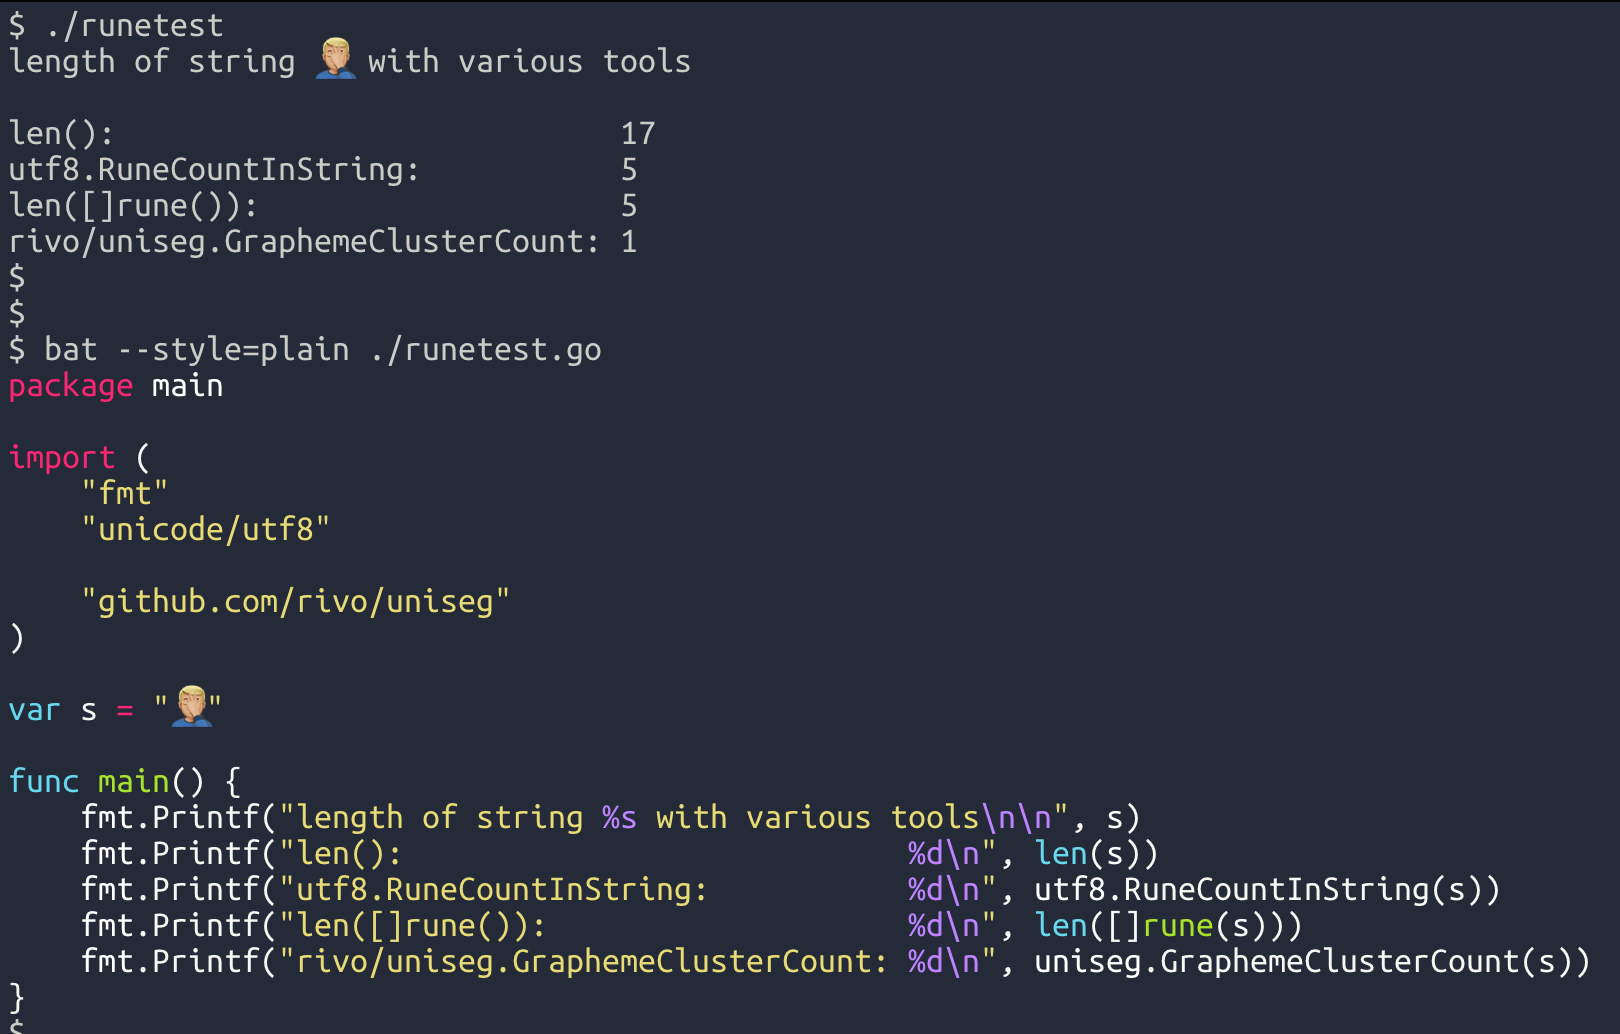 $ ./runetest
length of string 🤦🏼‍♂️ with various tools

len():                            17
utf8.RuneCountInString:           5
len([]rune()):                    5
rivo/uniseg.GraphemeClusterCount: 1
$
$
$ bat --style=plain ./runetest.go
package main

import (
    "fmt"
    "unicode/utf8"

    "github.com/rivo/uniseg"
)

var s = "🤦🏼‍♂️"

func main() {
    fmt.Printf("length of string %s with various tools\n\n", s)
    fmt.Printf("len():                            %d\n", len(s))
    fmt.Printf("utf8.RuneCountInString:           %d\n", utf8.RuneCountInString(s))
    fmt.Printf("len([]rune()):                    %d\n", len([]rune(s)))
    fmt.Printf("rivo/uniseg.GraphemeClusterCount: %d\n", uniseg.GraphemeClusterCount(s))
}
$